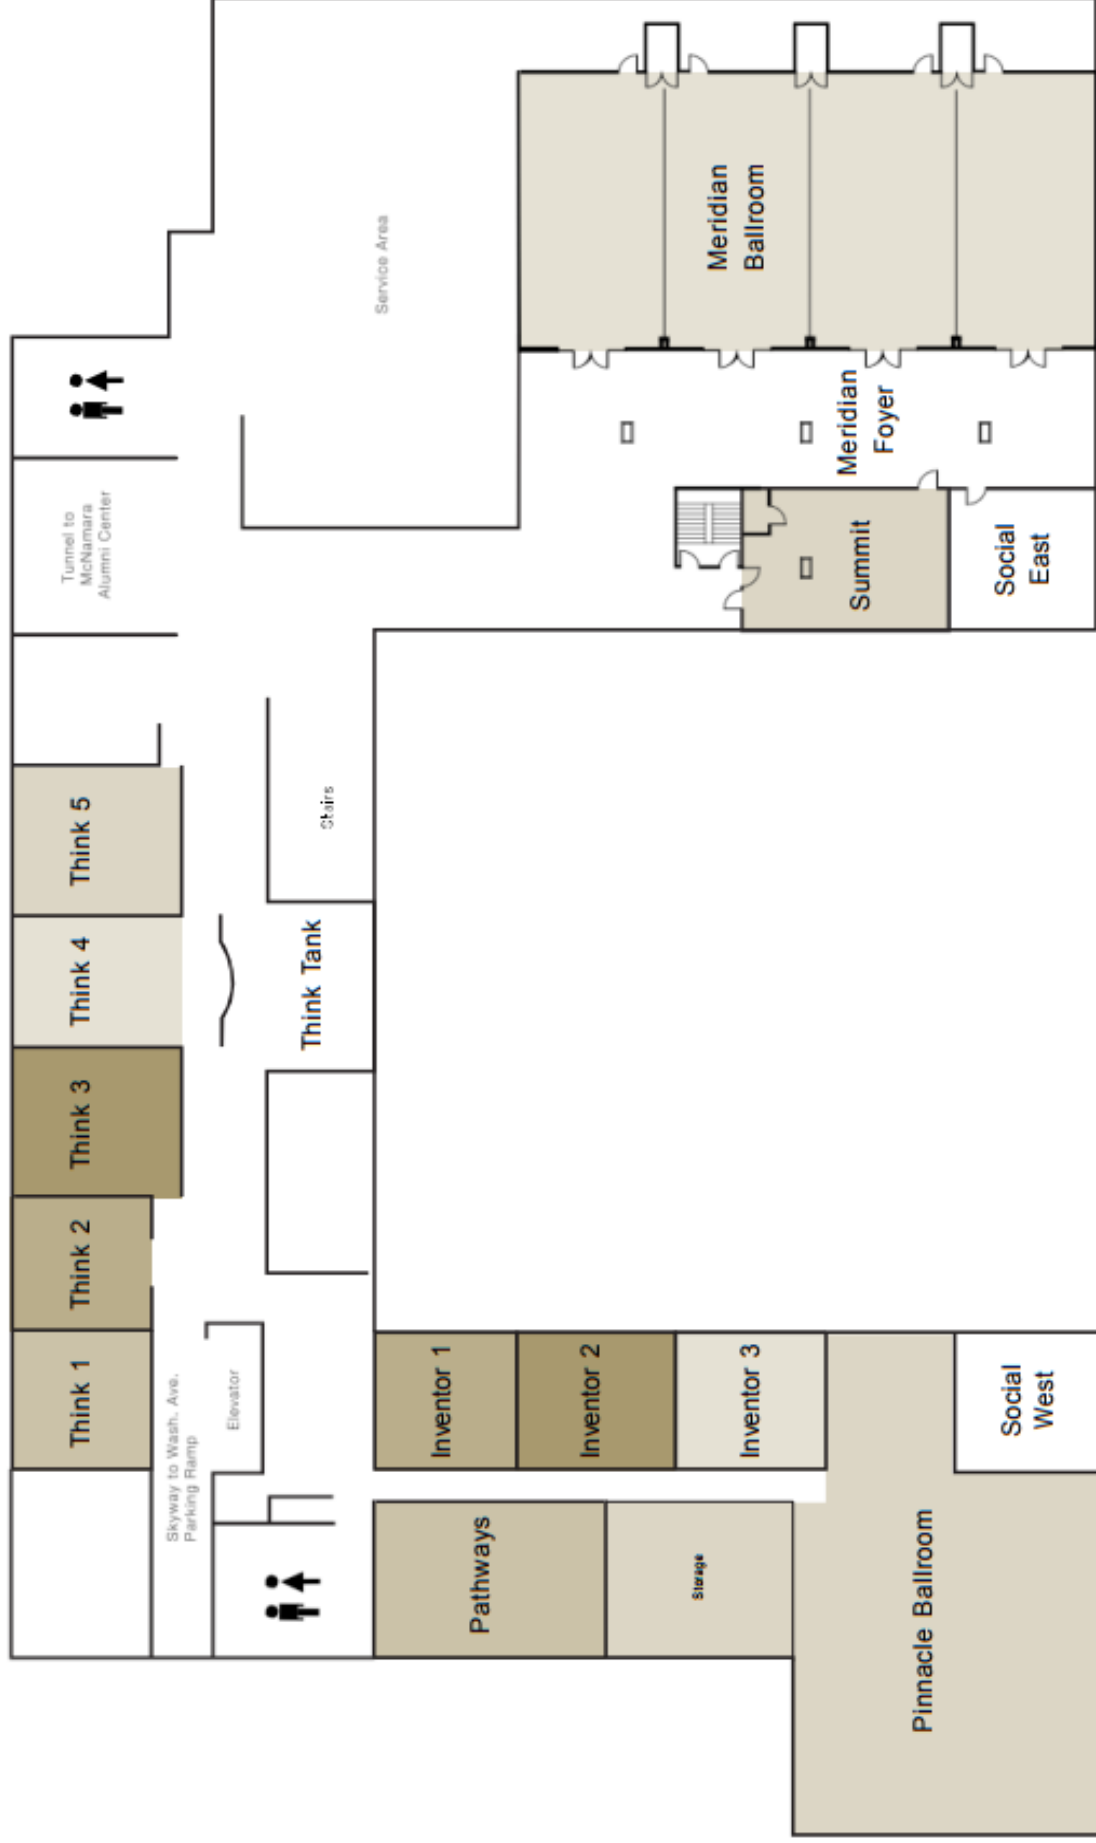 Think 1
Think 2
Think 3
Think 4
Think 5
Tunnel to
McNamara
Alumni Center
Skyway to Wash. Ave.
Parking Ramp
Elevator
Think Tank
Stairs
Service Area
Pathways
Inventor 1
Inventor 2
Storage
Inventor 3
Meridian
Ballroom
Summit
Meridian
Foyer
Pinnacle Ballroom
Social
West
Social
East